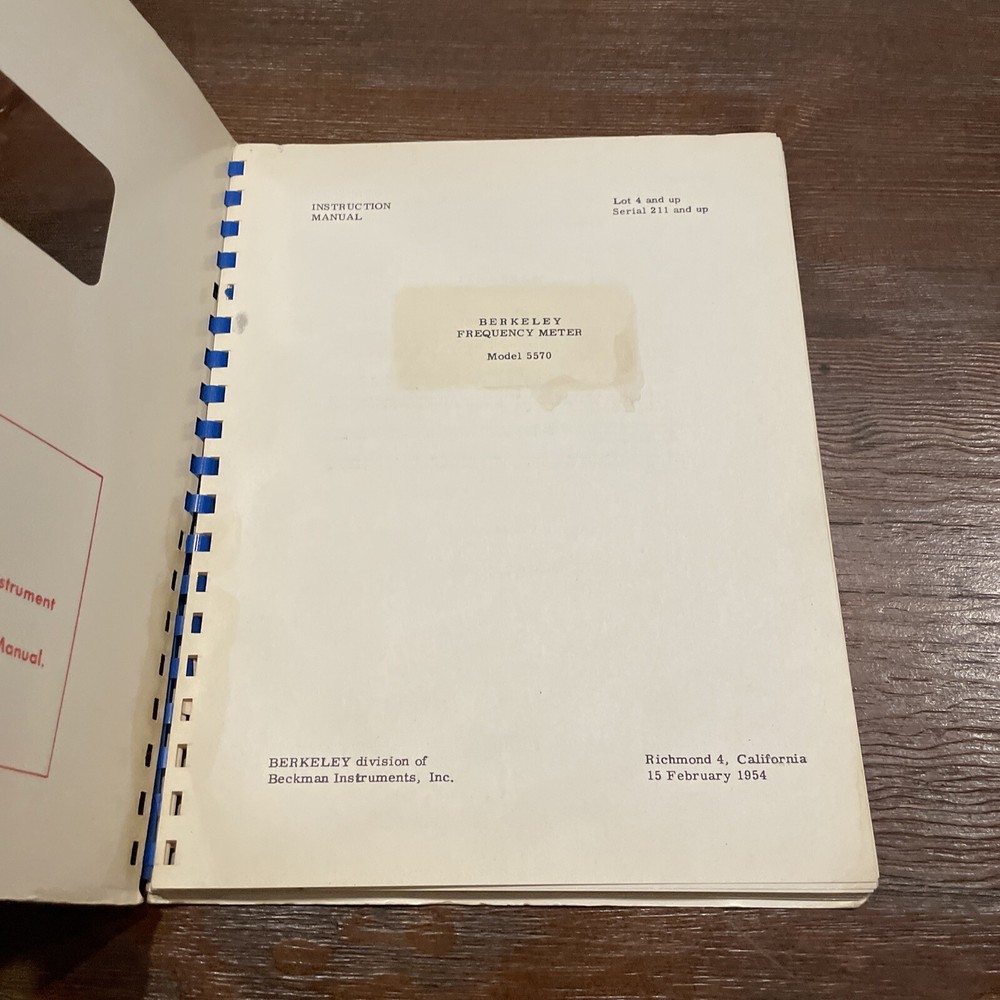 INSTRUCTION
MANUAL
Lot 4 and up
Serial 211 and up
BERKELEY
FREQUENCY METER
Model 5570
BERKELEY division of
Beckman Instruments, Inc.
Richmond 4, California
15 February 1954
strument
Manual.